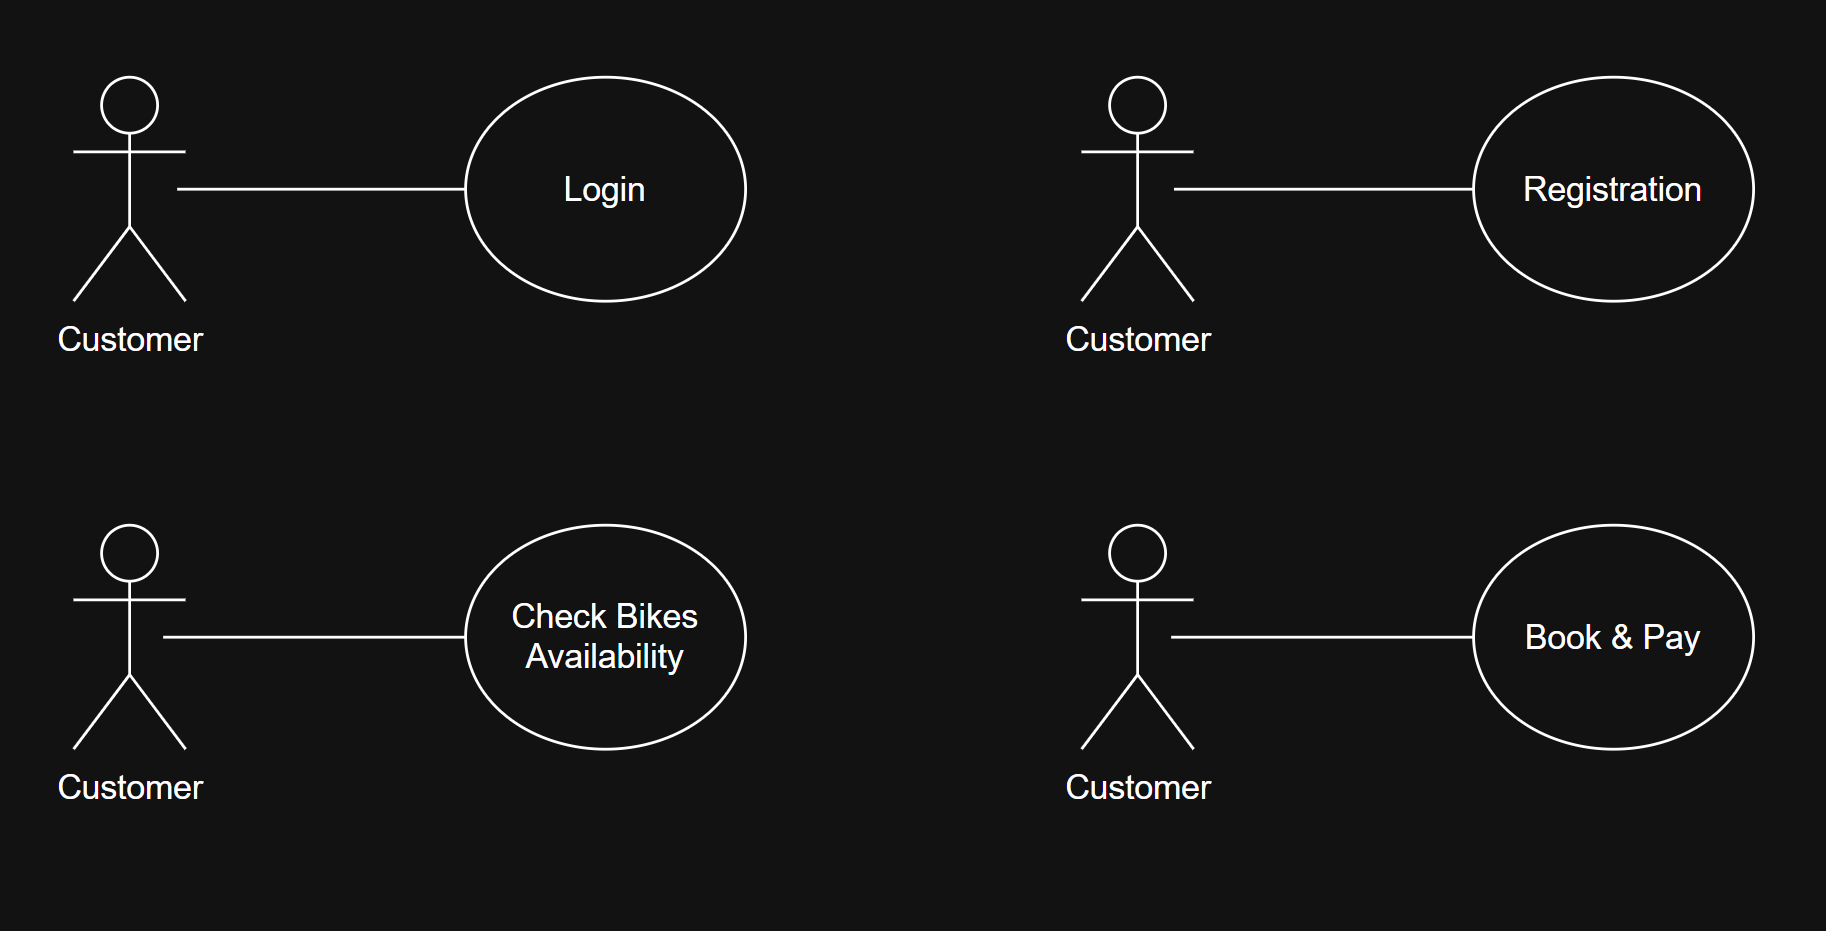 Login
Customer
Registration
Customer
Check Bikes
Availability
Customer
Book & Pay
Customer